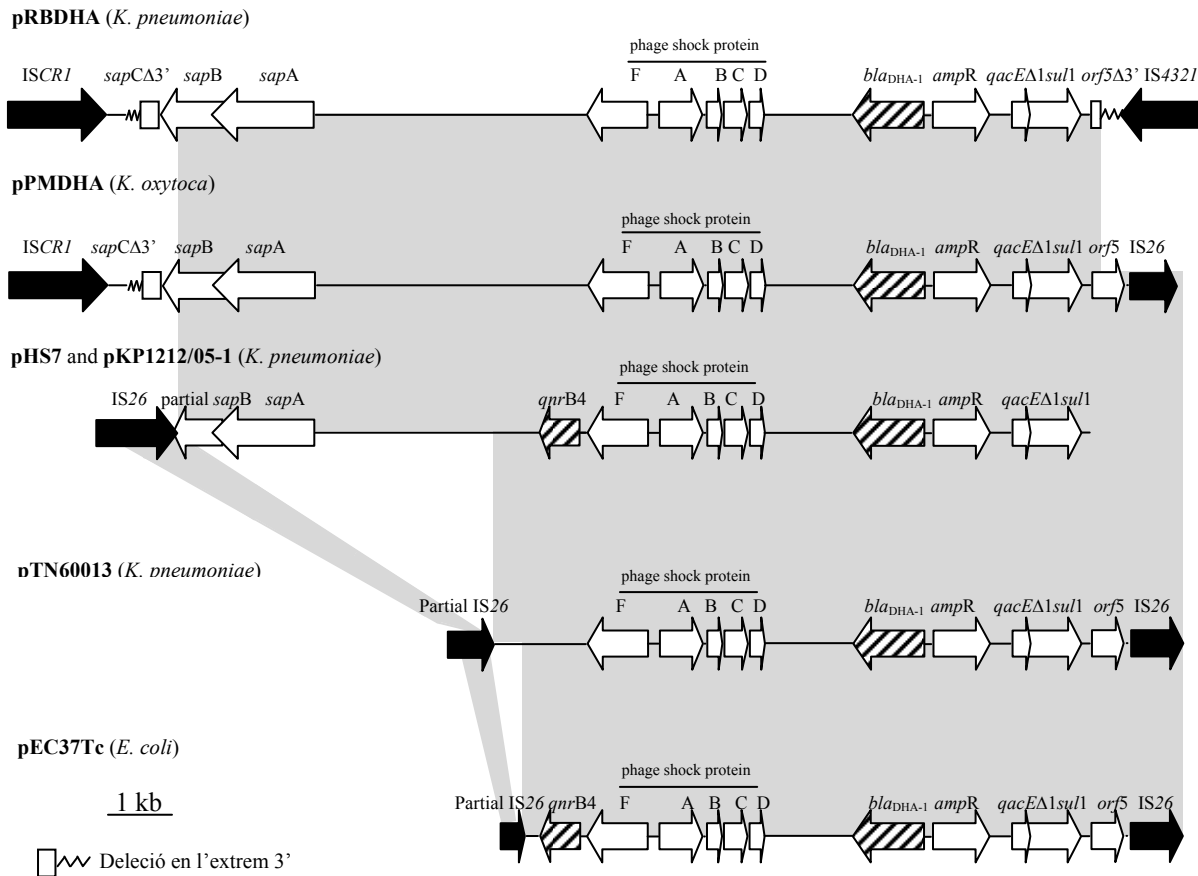 pRBDHA (K. pneumoniae)
phage shock protein
ISCR1 sapCΔ3’ sapB sapA F A B C D blaDHA-1 ampR qacEΔ1sul1 orf5Δ3’ IS4321
pPMDHA (K. oxytoca)
phage shock protein
ISCR1 sapCΔ3’ sapB sapA F A B C D blaDHA-1 ampR qacEΔ1sul1 orf5 IS26
pHS7 and pKP1212/05-1 (K. pneumoniae)
phage shock protein
IS26 partial sapB sapA qnrB4 F A B C D blaDHA-1 ampR qacEΔ1sul1
pTN60013 (K. pneumoniae)
phage shock protein
Partial IS26 F A B C D blaDHA-1 ampR qacEΔ1sul1 orf5 IS26
pEC37Tc (E. coli)
phage shock protein
Partial IS26 qnrB4 F A B C D blaDHA-1 ampR qacEΔ1sul1 orf5 IS26
1 kb
Deleció en l’extrem 3’